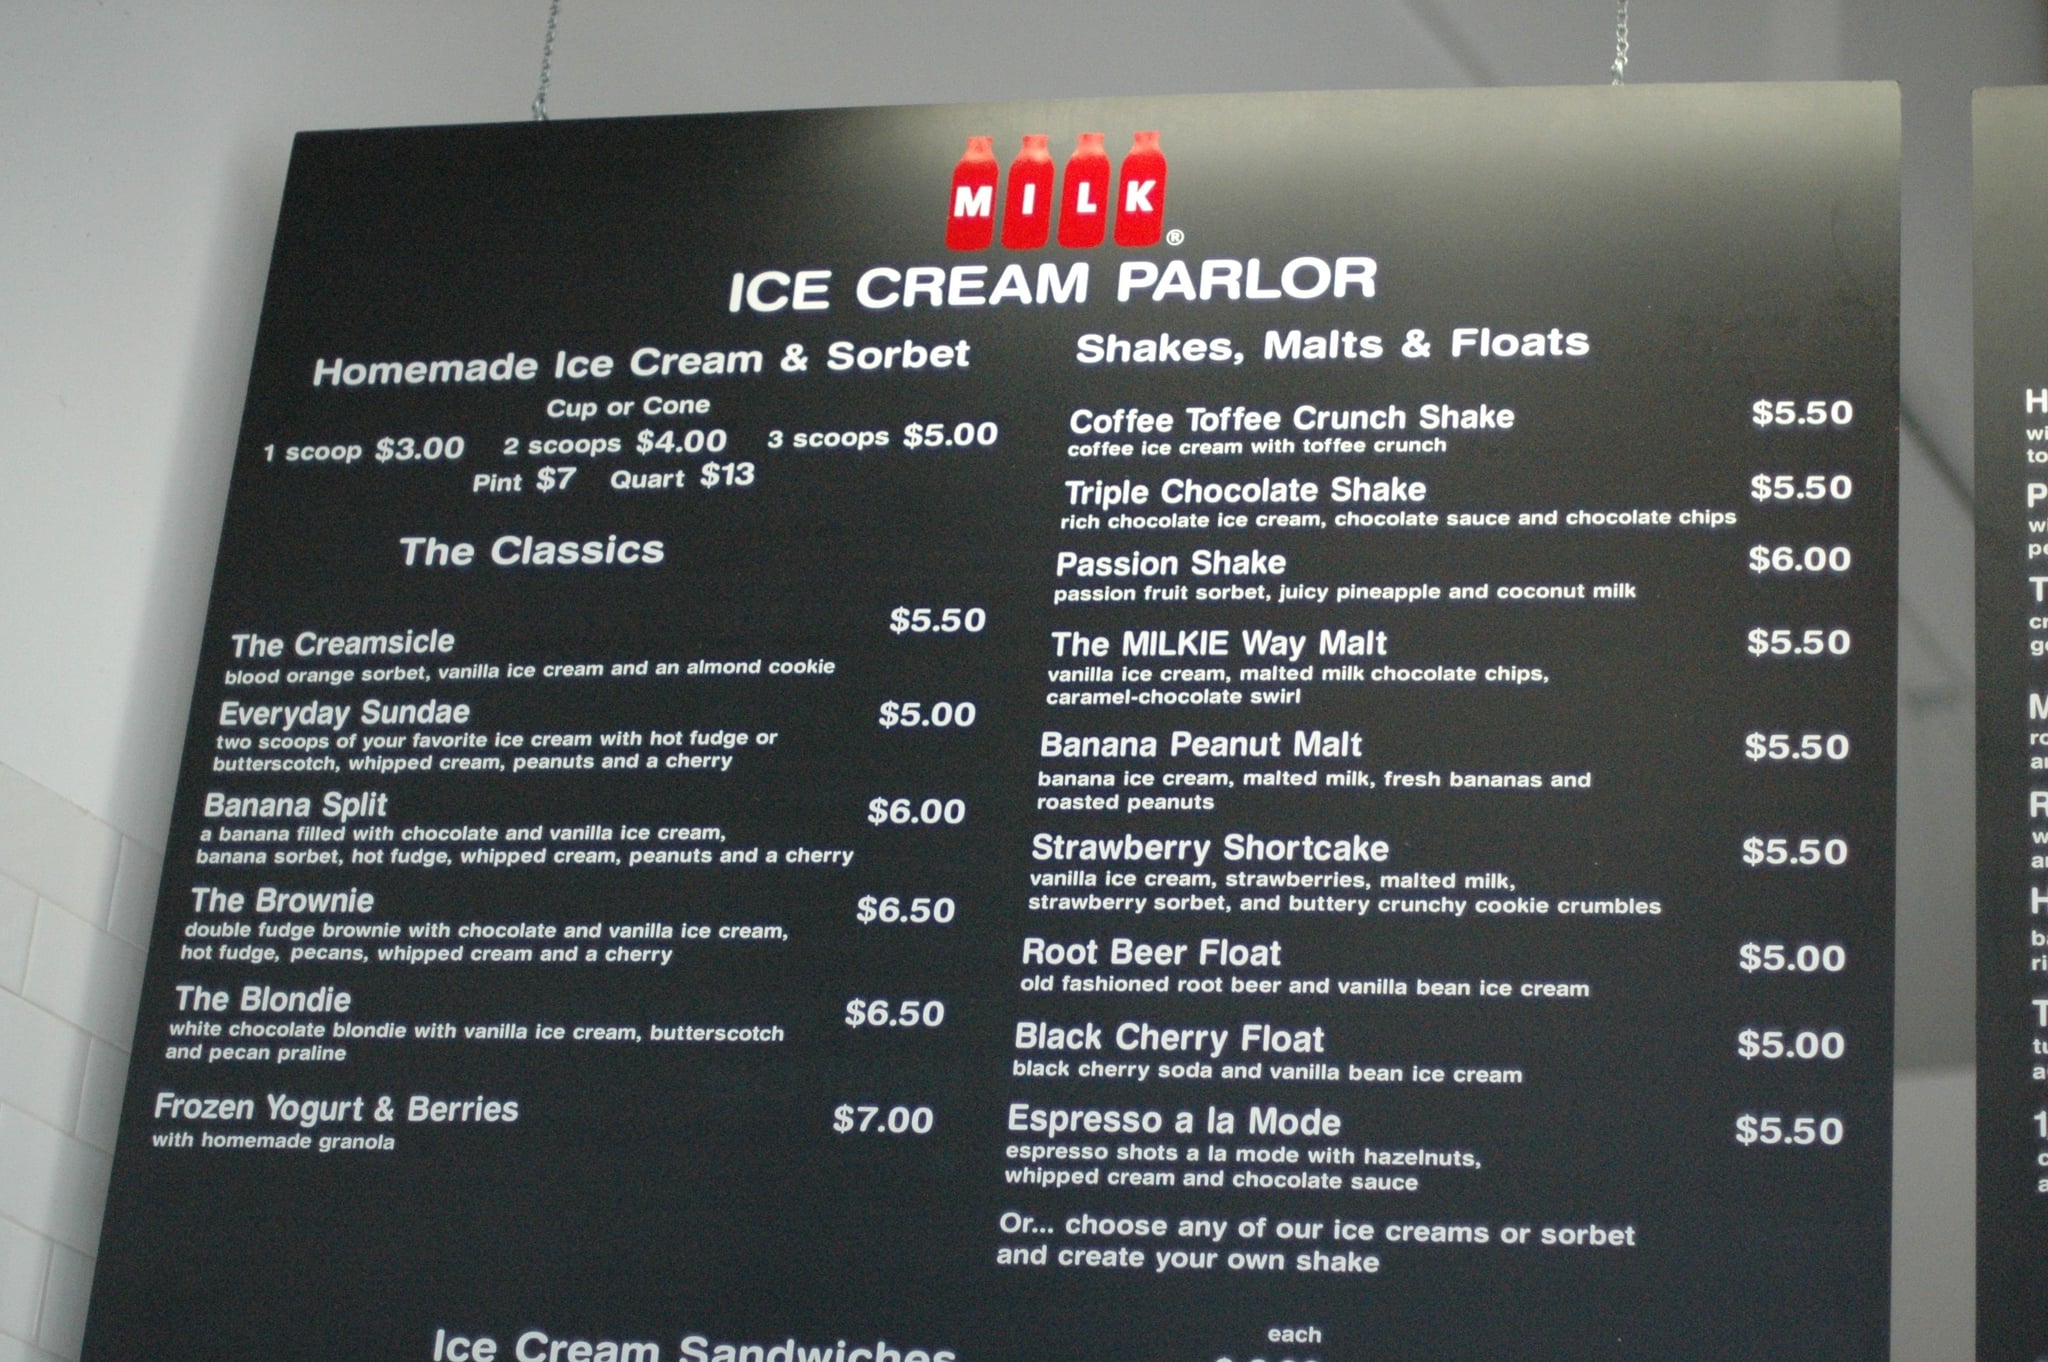 MILK®
ICE CREAM PARLOR
Homemade Ice Cream & Sorbet
Cup or Cone
1 scoop $3.00 2 scoops $4.00 3 scoops $5.00
Pint $7 Quart $13
The Classics
The Creamsicle $5.50
blood orange sorbet, vanilla ice cream and an almond cookie
Everyday Sundae $5.00
two scoops of your favorite ice cream with hot fudge or
butterscotch, whipped cream, peanuts and a cherry
Banana Split $6.00
a banana filled with chocolate and vanilla ice cream,
banana sorbet, hot fudge, whipped cream, peanuts and a cherry
The Brownie $6.50
double fudge brownie with chocolate and vanilla ice cream,
hot fudge, pecans, whipped cream and a cherry
The Blondie $6.50
white chocolate blondie with vanilla ice cream, butterscotch
and pecan praline
Frozen Yogurt & Berries $7.00
with homemade granola
Shakes, Malts & Floats
Coffee Toffee Crunch Shake $5.50
coffee ice cream with toffee crunch
Triple Chocolate Shake $5.50
rich chocolate ice cream, chocolate sauce and chocolate chips
Passion Shake $6.00
passion fruit sorbet, juicy pineapple and coconut milk
The MILKIE Way Malt $5.50
vanilla ice cream, malted milk chocolate chips,
caramel-chocolate swirl
Banana Peanut Malt $5.50
banana ice cream, malted milk, fresh bananas and
roasted peanuts
Strawberry Shortcake $5.50
vanilla ice cream, strawberries, malted milk,
strawberry sorbet, and buttery crunchy cookie crumbles
Root Beer Float $5.00
old fashioned root beer and vanilla bean ice cream
Black Cherry Float $5.00
black cherry soda and vanilla bean ice cream
Espresso a la Mode $5.50
espresso shots a la mode with hazelnuts,
whipped cream and chocolate sauce
Or... choose any of our ice creams or sorbet
and create your own shake
Ice Cream Sandwiches each